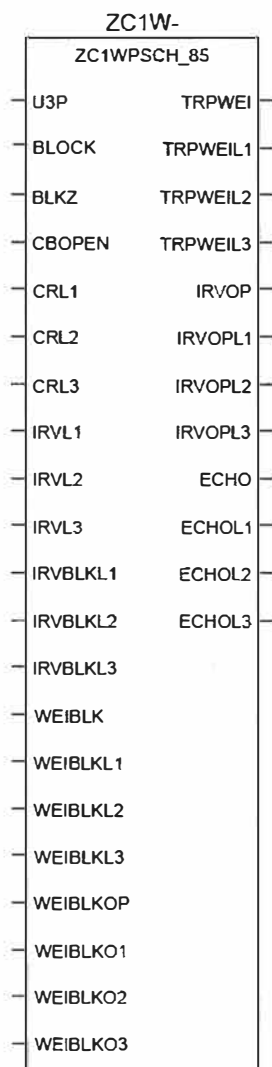 ZC1W-
ZC1WPSCH_85
U3P TRPWEI
BLOCK TRPWEIL1
BLKZ TRPWEIL2
CBOPEN TRPWEIL3
CRL1 IRVOP
CRL2 IRVOPL1
CRL3 IRVOPL2
IRVL1 IRVOPL3
IRVL2 ECHO
IRVL3 ECHOL1
IRVBLKL1 ECHOL2
IRVBLKL2 ECHOL3
IRVBLKL3
WEIBLK
WEIBLKL1
WEIBLKL2
WEIBLKL3
WEIBLKOP
WEIBLKO1
WEIBLKO2
WEIBLKO3